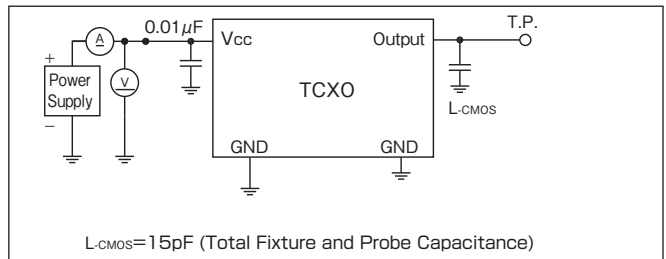 0.01μF
T.P.
A
Vcc
Output
+
Power
Supply
−
V
TCXO
L-CMOS
GND
GND
L-CMOS=15pF (Total Fixture and Probe Capacitance)